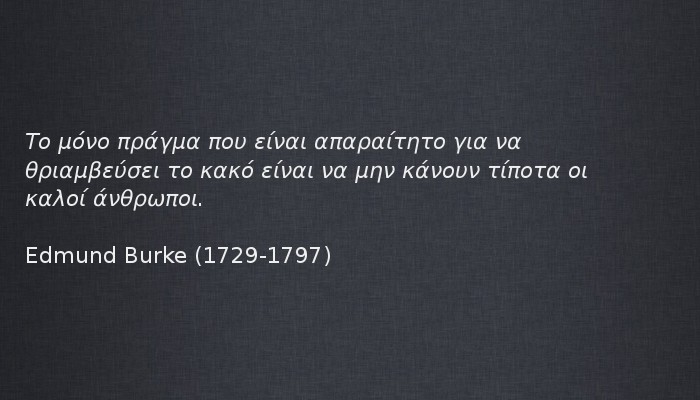 Το μόνο πράγμα που είναι απαραίτητο για να
θριαμβεύσει το κακό είναι να μην κάνουν τίποτα οι
καλοί άνθρωποι.
Edmund Burke (1729-1797)